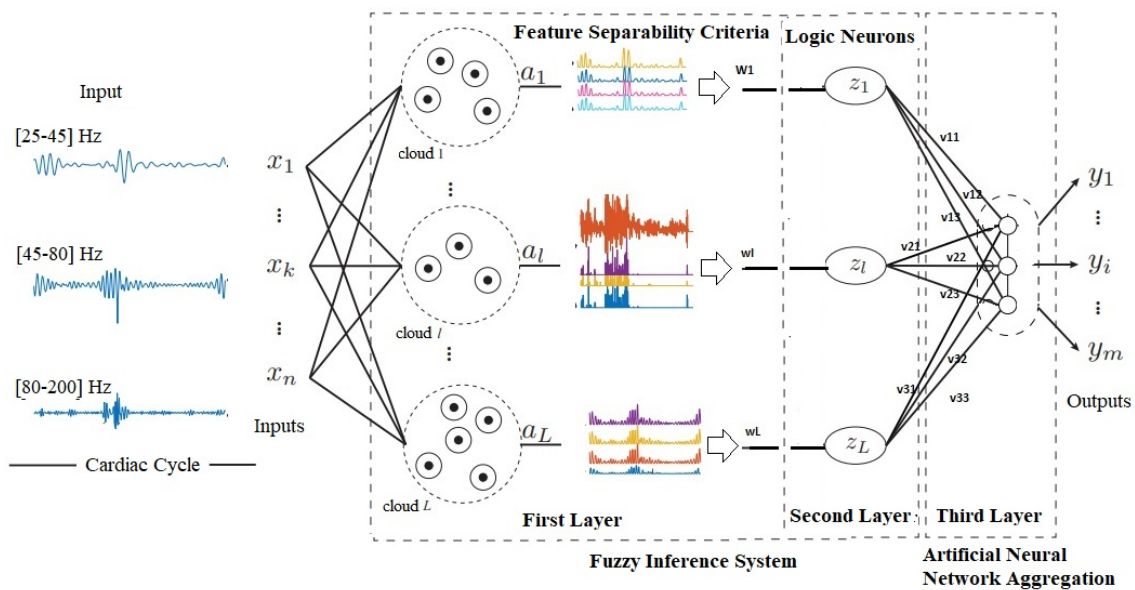 Feature Separability Criteria
Logic Neurons
Input
[25-45] Hz
[45-80] Hz
[80-200] Hz
Cardiac Cycle
x1
⋮
xk
⋮
xn
Inputs
cloud 1
⋮
cloud l
⋮
cloud L
a1
al
aL
W1
wl
wL
z1
zl
zL
v11
v12
v13
v21
v22
v23
v31
v32
v33
y1
⋮
yi
⋮
ym
Outputs
First Layer
Second Layer
Third Layer
Fuzzy Inference System
Artificial Neural
Network Aggregation